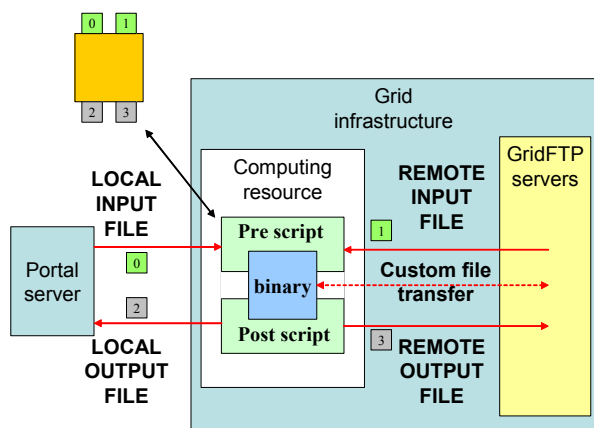 0 1
2 3
Grid
infrastructure
Computing
resource
GridFTP
servers
LOCAL
INPUT
FILE
REMOTE
INPUT
FILE
Portal
server
0
2
Pre script
binary
Post script
1
Custom file
transfer
3
LOCAL
OUTPUT
FILE
REMOTE
OUTPUT FILE